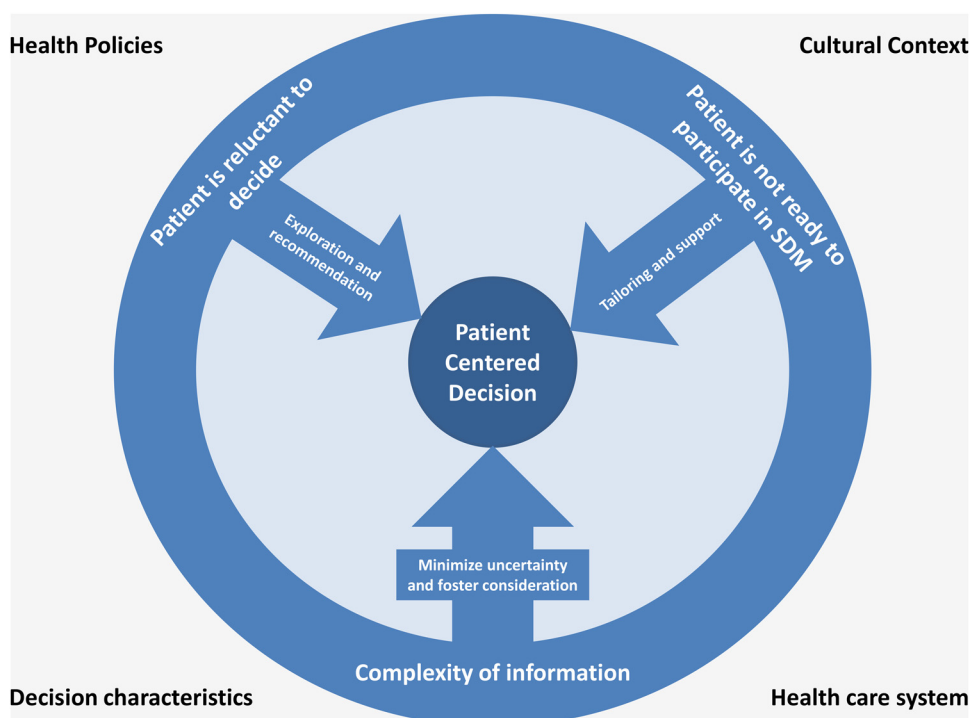 Health Policies
Cultural Context
Patient is reluctant to
decide
Patient is not ready to
participate in SDM
Exploration and
recommendation
Tailoring and support
Patient
Centered
Decision
Minimize uncertainty
and foster consideration
Complexity of information
Decision characteristics
Health care system